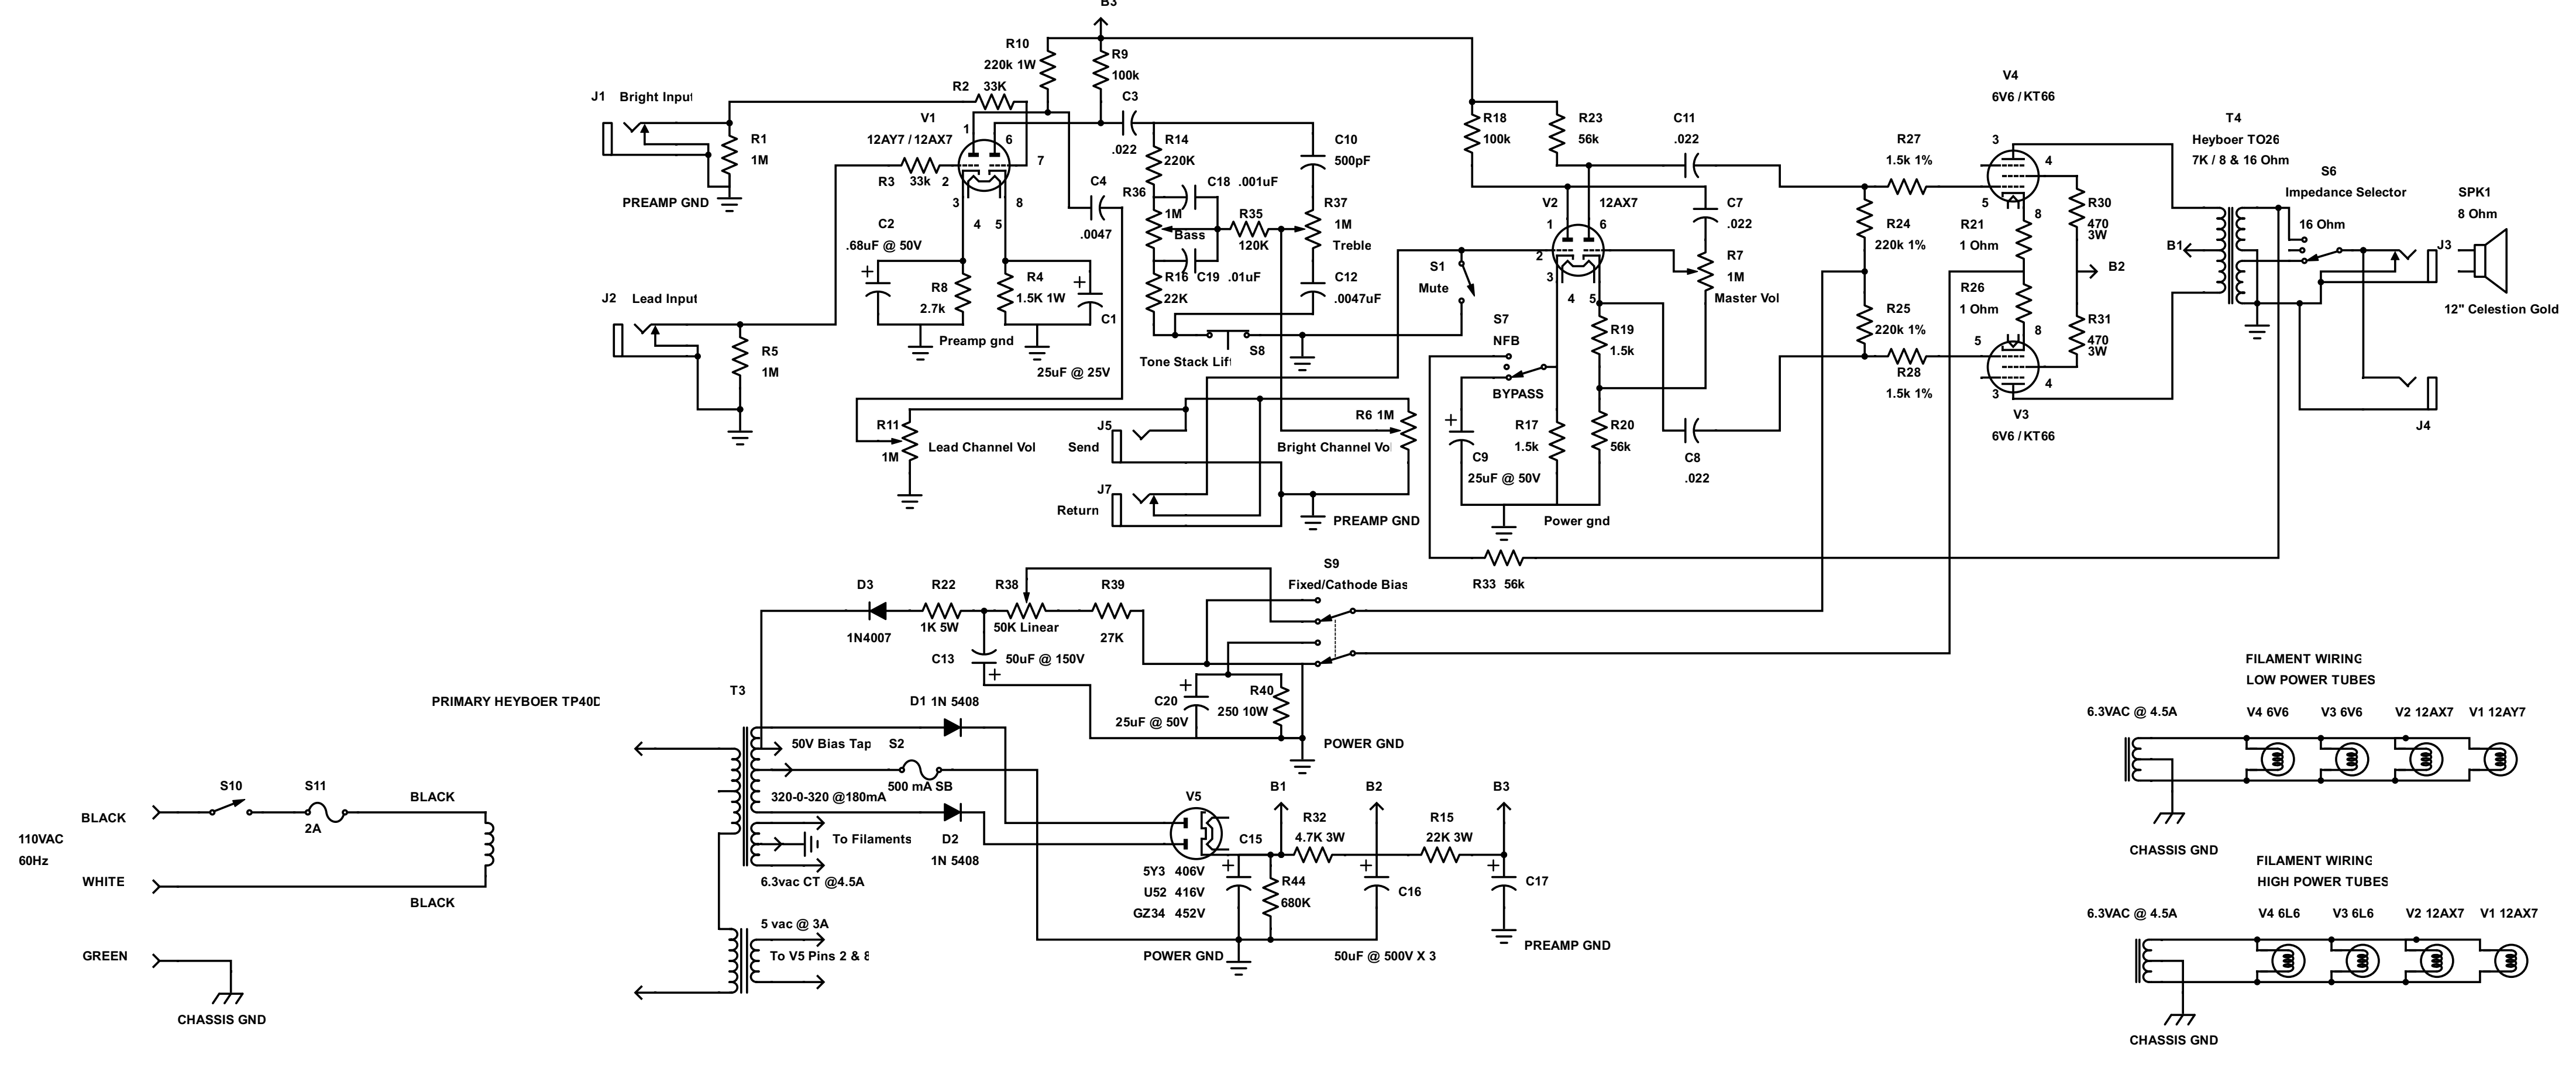 B3
R10
220k 1W
R9
100k
R2 33K
C3
.022
J1 Bright Input
R1
1M
PREAMP GND
V1
12AY7 / 12AX7
1
6
7
R3 33k 2
3
8
4 5
C2
.68uF @ 50V
+
R8
2.7k
R4
1.5K 1W
+
C1
Preamp gnd
25uF @ 25V
C4
.0047
R14
220K
R36
1M
Bass
C18 .001uF
R35
120K
R16
22K
C19 .01uF
C10
500pF
R37
1M
Treble
C12
.0047uF
Tone Stack Lift
S8
J2 Lead Input
R5
1M
R11
1M
Lead Channel Vol
J5
Send
J7
Return
R6 1M
Bright Channel Vol
PREAMP GND
S1
Mute
S7
NFB
BYPASS
+
C9
25uF @ 50V
R17
1.5k
R18
100k
R23
56k
C11
.022
V2
12AX7
1
6
2
3
4 5
C7
.022
R7
1M
Master Vol
R19
1.5k
R20
56k
C8
.022
Power gnd
R33 56k
R27
1.5k 1%
R24
220k 1%
R25
220k 1%
R28
1.5k 1%
V4
6V6 / KT66
3
4
5
8
R21
1 Ohm
R26
1 Ohm
R30
470
3W
B2
R31
470
3W
5
8
4
3
V3
6V6 / KT66
B1
T4
Heyboer TO26
7K / 8 & 16 Ohm
S6
Impedance Selector
16 Ohm
SPK1
8 Ohm
J3
12" Celestion Gold
J4
D3
1N4007
R22
1K 5W
R38
50K Linear
R39
27K
C13
50uF @ 150V
+
S9
Fixed/Cathode Bias
+
C20
25uF @ 50V
R40
250 10W
POWER GND
PRIMARY HEYBOER TP40D
T3
D1 1N 5408
50V Bias Tap
S2
500 mA SB
320-0-320 @180mA
D2
1N 5408
To Filaments
6.3vac CT @4.5A
5 vac @ 3A
To V5 Pins 2 & 8
V5
5Y3 406V
U52 416V
GZ34 452V
C15
+
B1
R32
4.7K 3W
R44
680K
B2
+
C16
R15
22K 3W
B3
+
C17
POWER GND
50uF @ 500V X 3
PREAMP GND
110VAC
60Hz
BLACK
S10
S11
2A
BLACK
WHITE
BLACK
GREEN
CHASSIS GND
FILAMENT WIRING
LOW POWER TUBES
6.3VAC @ 4.5A
V4 6V6
V3 6V6
V2 12AX7
V1 12AY7
CHASSIS GND
FILAMENT WIRING
HIGH POWER TUBES
6.3VAC @ 4.5A
V4 6L6
V3 6L6
V2 12AX7
V1 12AX7
CHASSIS GND